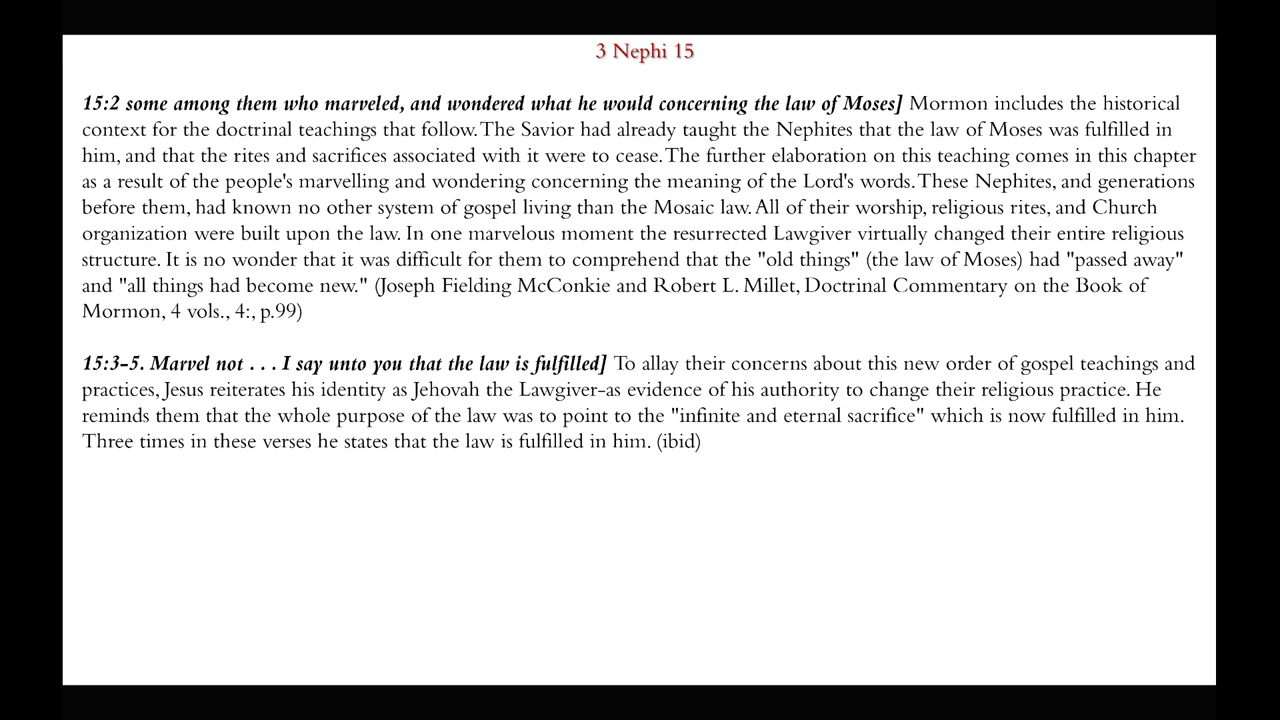 3 Nephi 15
15:2 some among them who marveled, and wondered what he would concerning the law of Moses] Mormon includes the historical
context for the doctrinal teachings that follow. The Savior had already taught the Nephites that the law of Moses was fulfilled in
him, and that the rites and sacrifices associated with it were to cease. The further elaboration on this teaching comes in this chapter
as a result of the people's marvelling and wondering concerning the meaning of the Lord's words. These Nephites, and generations
before them, had known no other system of gospel living than the Mosaic law. All of their worship, religious rites, and Church
organization were built upon the law. In one marvelous moment the resurrected Lawgiver virtually changed their entire religious
structure. It is no wonder that it was difficult for them to comprehend that the "old things" (the law of Moses) had "passed away"
and "all things had become new." (Joseph Fielding McConkie and Robert L. Millet, Doctrinal Commentary on the Book of
Mormon, 4 vols., 4:, p.99)
15:3-5. Marvel not . . . I say unto you that the law is fulfilled] To allay their concerns about this new order of gospel teachings and
practices, Jesus reiterates his identity as Jehovah the Lawgiver-as evidence of his authority to change their religious practice. He
reminds them that the whole purpose of the law was to point to the "infinite and eternal sacrifice" which is now fulfilled in him.
Three times in these verses he states that the law is fulfilled in him. (ibid)